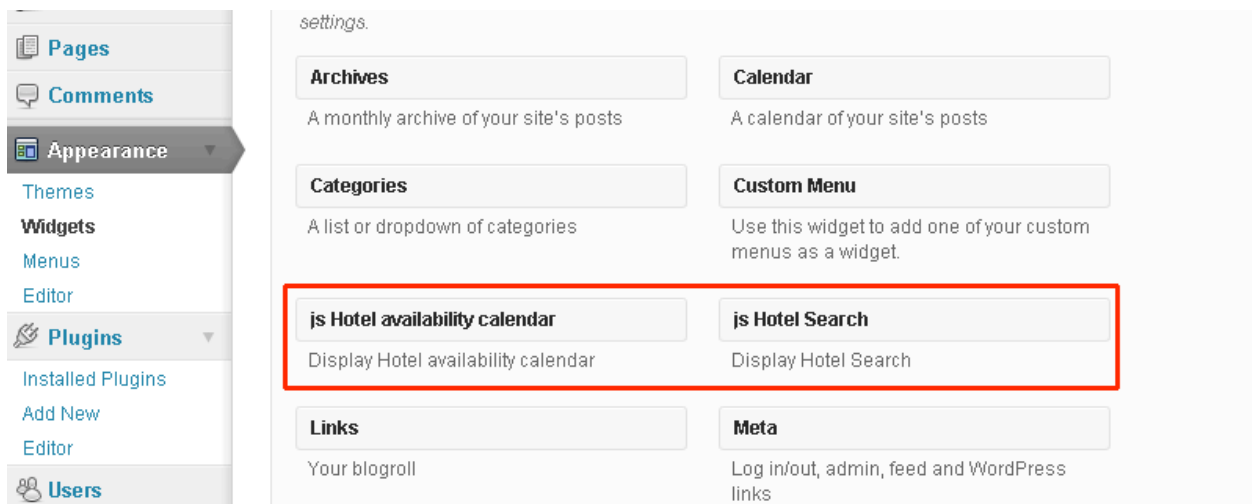 Pages
Comments
Appearance
Themes
Widgets
Menus
Editor
Plugins
Installed Plugins
Add New
Editor
Users
settings.
Archives
A monthly archive of your site's posts
Calendar
A calendar of your site's posts
Categories
A list or dropdown of categories
Custom Menu
Use this widget to add one of your custom
menus as a widget.
js Hotel availability calendar
Display Hotel availability calendar
js Hotel Search
Display Hotel Search
Links
Your blogroll
Meta
Log in/out, admin, feed and WordPress
links